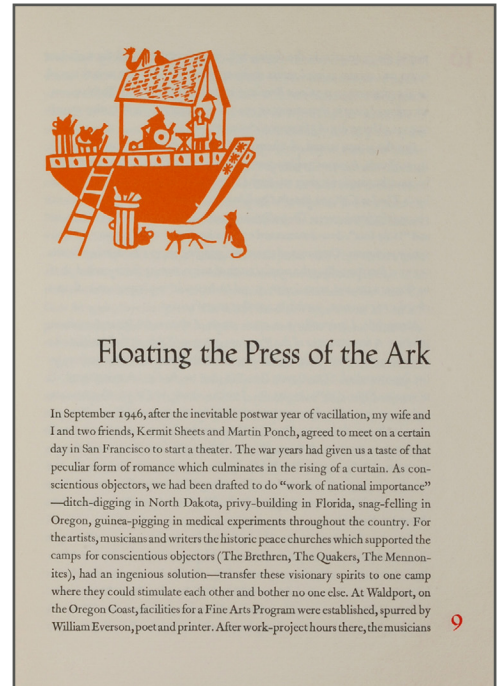 Floating the Press of the Ark
In September 1946, after the inevitable postwar year of vacillation, my wife and
I and two friends, Kermit Sheets and Martin Ponch, agreed to meet on a certain
day in San Francisco to start a theater. The war years had given us a taste of that
peculiar form of romance which culminates in the rising of a curtain. As con-
scientious objectors, we had been drafted to do “work of national importance”
—ditch-digging in North Dakota, privy-building in Florida, snag-felling in
Oregon, guinea-pigging in medical experiments throughout the country. For
the artists, musicians and writers the historic peace churches which supported the
camps for conscientious objectors (The Brethren, The Quakers, The Mennon-
ites), had an ingenious solution—transfer these visionary spirits to one camp
where they could stimulate each other and bother no one else. At Waldport, on
the Oregon Coast, facilities for a Fine Arts Program were established, spurred by
William Everson, poet and printer. After work-project hours there, the musicians
9